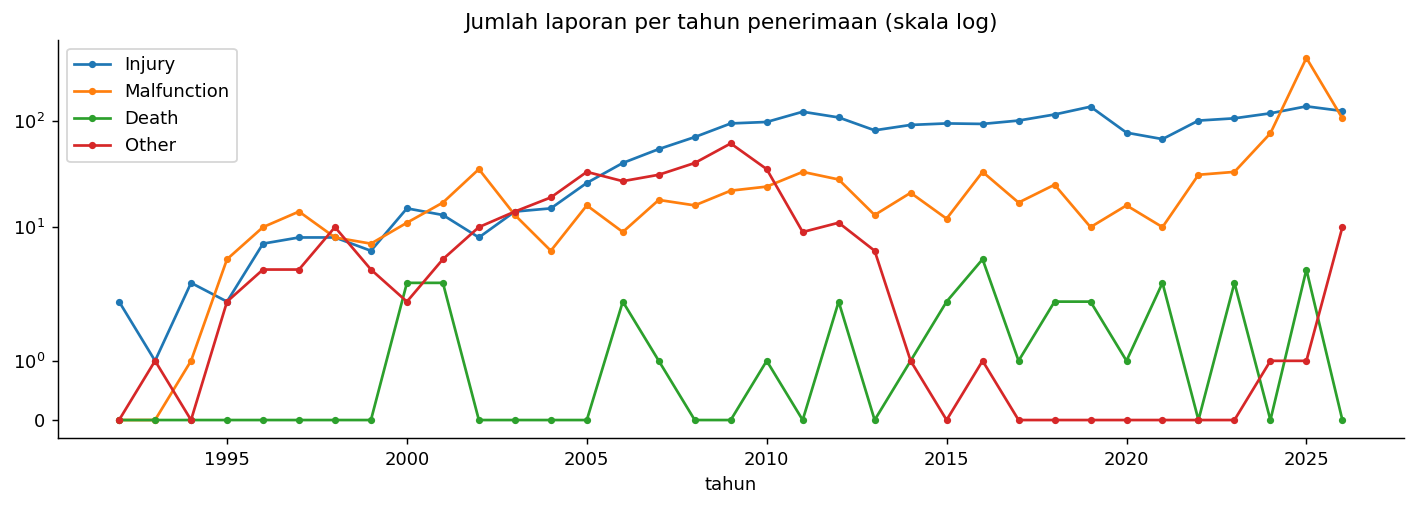 Jumlah laporan per tahun penerimaan (skala log)
Injury
Malfunction
Death
Other
10²
10¹
10⁰
0
1995 2000 2005 2010 2015 2020 2025
tahun